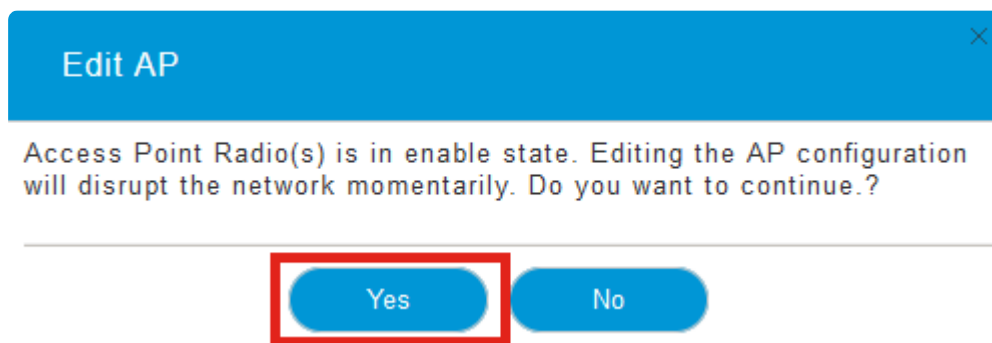 Edit AP
Access Point Radio(s) is in enable state. Editing the AP configuration
will disrupt the network momentarily. Do you want to continue.?
Yes
No